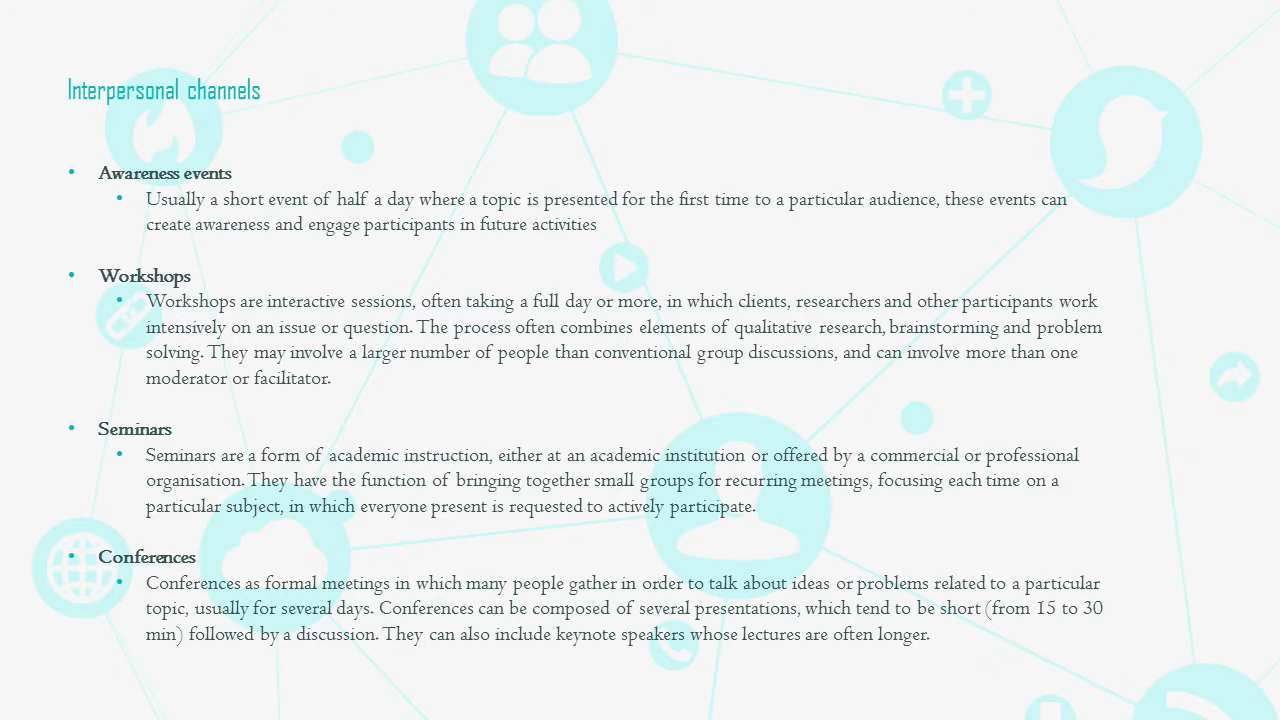 Interpersonal channels
• Awareness events
• Usually a short event of half a day where a topic is presented for the first time to a particular audience, these events can
create awareness and engage participants in future activities
• Workshops
• Workshops are interactive sessions, often taking a full day or more, in which clients, researchers and other participants work
intensively on an issue or question. The process often combines elements of qualitative research, brainstorming and problem
solving. They may involve a larger number of people than conventional group discussions, and can involve more than one
moderator or facilitator.
• Seminars
• Seminars are a form of academic instruction, either at an academic institution or offered by a commercial or professional
organisation. They have the function of bringing together small groups for recurring meetings, focusing each time on a
particular subject, in which everyone present is requested to actively participate.
• Conferences
• Conferences as formal meetings in which many people gather in order to talk about ideas or problems related to a particular
topic, usually for several days. Conferences can be composed of several presentations, which tend to be short (from 15 to 30
min) followed by a discussion. They can also include keynote speakers whose lectures are often longer.